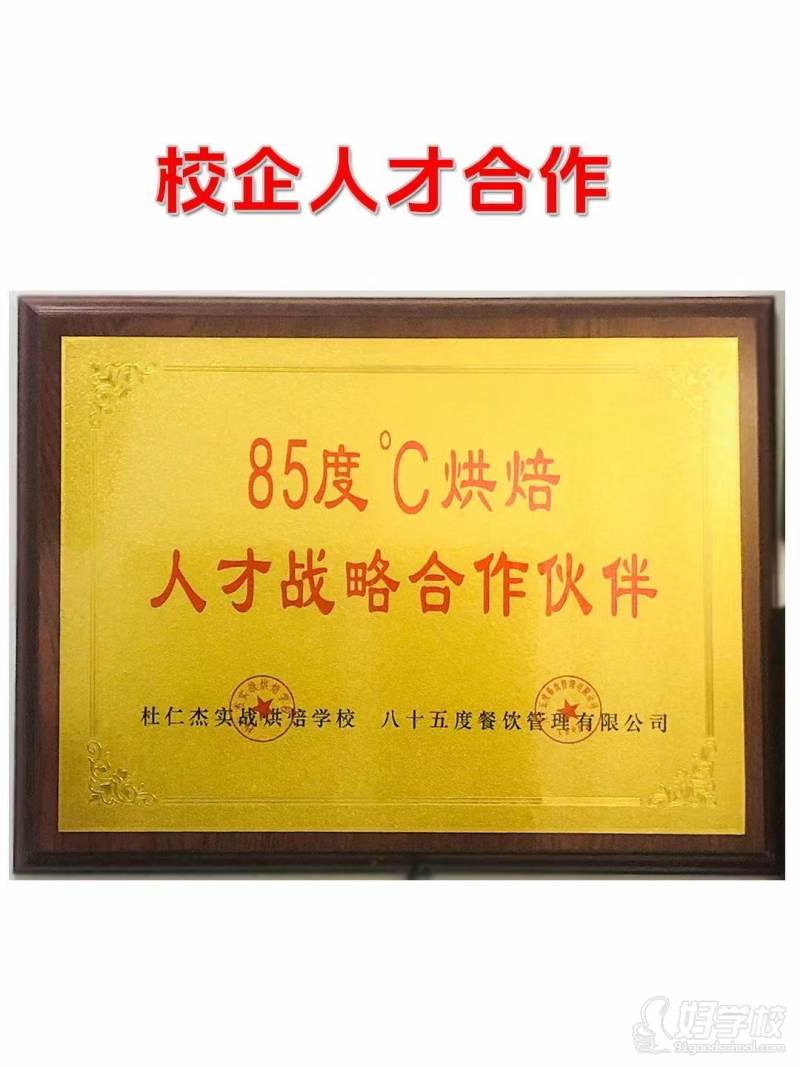 校企人才合作
85度℃烘焙
人才战略合作伙伴
杜仁杰实战烘焙学校 八十五度餐饮管理有限公司
好学校
91goodschool.com